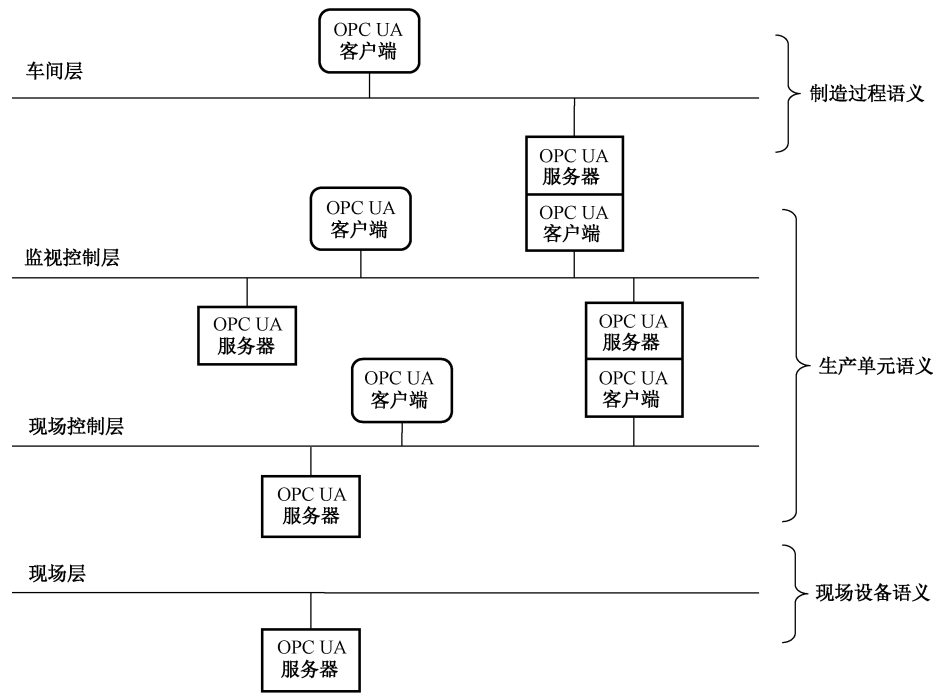 OPC UA
客户端
车间层
制造过程语义
OPC UA
服务器
OPC UA
客户端
OPC UA
客户端
监视控制层
OPC UA
服务器
OPC UA
服务器
OPC UA
客户端
生产单元语义
OPC UA
客户端
现场控制层
OPC UA
服务器
现场层
现场设备语义
OPC UA
服务器